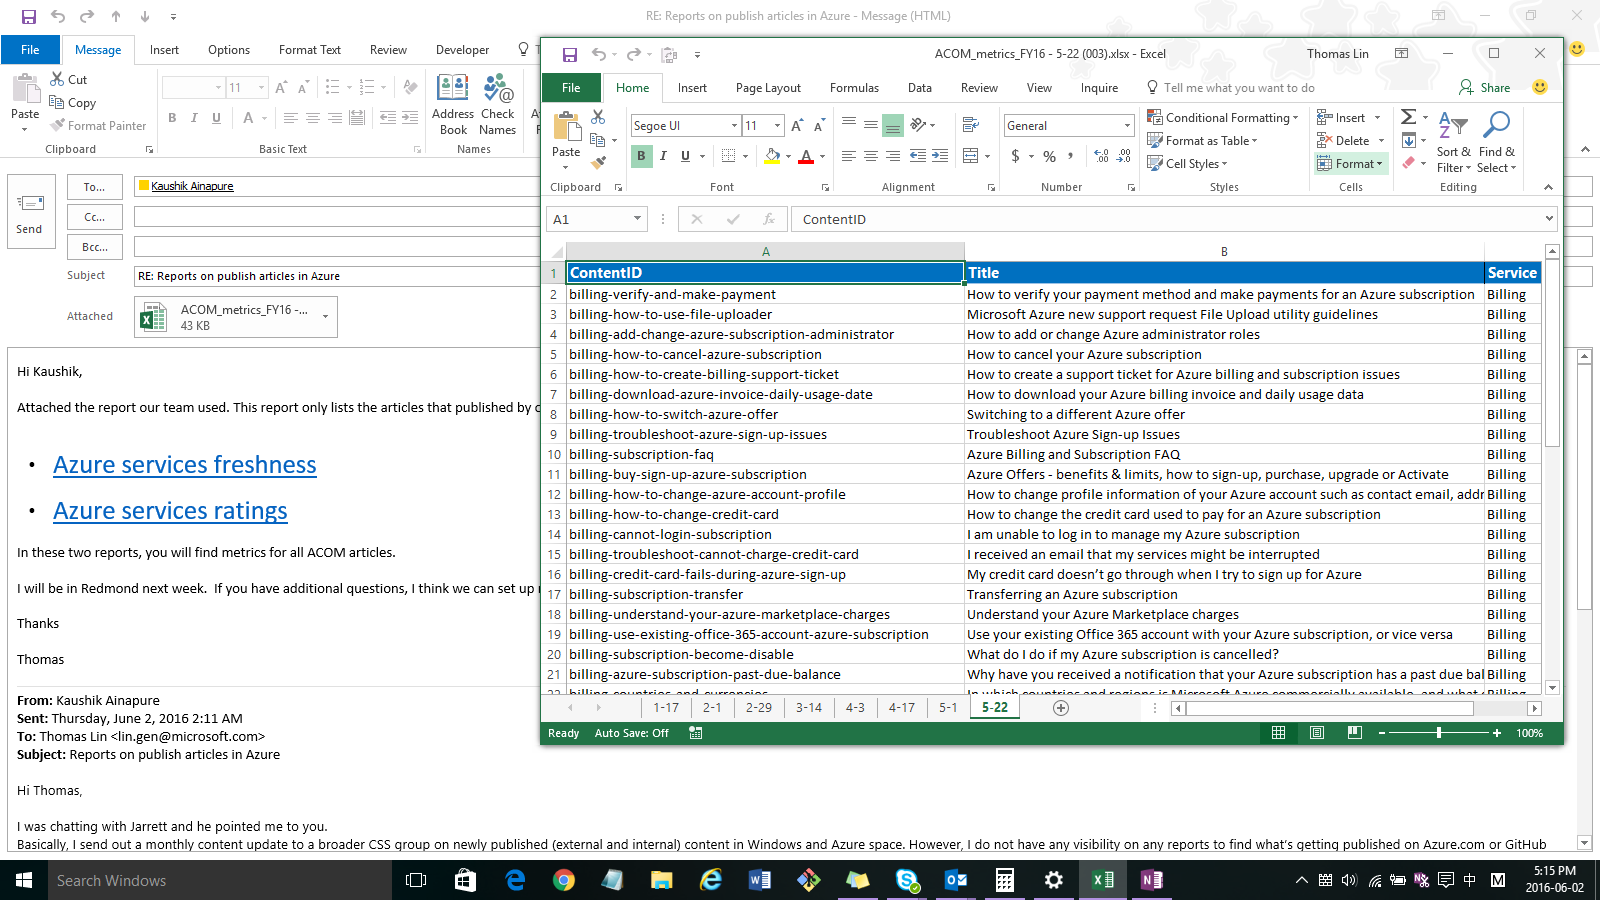 RE: Reports on publish articles in Azure - Message (HTML)
File Message Insert Options Format Text Review Developer
Cut
Copy
Format Painter
Paste
Clipboard
11
B I U A
Basic Text
Address Book
Check Names
Names
Send
To...
Kaushik Ainapure
Cc...
Bcc...
Subject
RE: Reports on publish articles in Azure
Attached
ACOM_metrics_FY16 -...
43 KB
Hi Kaushik,
Attached the report our team used. This report only lists the articles that published by
• Azure services freshness
• Azure services ratings
In these two reports, you will find metrics for all ACOM articles.
I will be in Redmond next week.  If you have additional questions, I think we can set up
Thanks
Thomas
From: Kaushik Ainapure
Sent: Thursday, June 2, 2016 2:11 AM
To: Thomas Lin <lin.gen@microsoft.com>
Subject: Reports on publish articles in Azure
Hi Thomas,
I was chatting with Jarrett and he pointed me to you.
Basically, I send out a monthly content update to a broader CSS group on newly published (external and internal) content in Windows and Azure space. However, I do not have any visibility on any reports to find what's getting published on Azure.com or GitHub
ACOM_metrics_FY16 - 5-22 (003).xlsx - Excel
Thomas Lin
File Home Insert Page Layout Formulas Data Review View Inquire Tell me what you want to do Share
Paste
Clipboard
Segoe UI 11
B I U
Font
Alignment
General
$ % ,
Number
Conditional Formatting
Format as Table
Cell Styles
Styles
Insert
Delete
Format
Cells
Sort & Filter
Find & Select
Editing
A1 fx ContentID
A B
1 ContentID Title Service
2 billing-verify-and-make-payment How to verify your payment method and make payments for an Azure subscription Billing
3 billing-how-to-use-file-uploader Microsoft Azure new support request File Upload utility guidelines Billing
4 billing-add-change-azure-subscription-administrator How to add or change Azure administrator roles Billing
5 billing-how-to-cancel-azure-subscription How to cancel your Azure subscription Billing
6 billing-how-to-create-billing-support-ticket How to create a support ticket for Azure billing and subscription issues Billing
7 billing-download-azure-invoice-daily-usage-date How to download your Azure billing invoice and daily usage data Billing
8 billing-how-to-switch-azure-offer Switching to a different Azure offer Billing
9 billing-troubleshoot-azure-sign-up-issues Troubleshoot Azure Sign-up Issues Billing
10 billing-subscription-faq Azure Billing and Subscription FAQ Billing
11 billing-buy-sign-up-azure-subscription Azure Offers - benefits & limits, how to sign-up, purchase, upgrade or Activate Billing
12 billing-how-to-change-azure-account-profile How to change profile information of your Azure account such as contact email, addr Billing
13 billing-how-to-change-credit-card How to change the credit card used to pay for an Azure subscription Billing
14 billing-cannot-login-subscription I am unable to log in to manage my Azure subscription Billing
15 billing-troubleshoot-cannot-charge-credit-card I received an email that my services might be interrupted Billing
16 billing-credit-card-fails-during-azure-sign-up My credit card doesn't go through when I try to sign up for Azure Billing
17 billing-subscription-transfer Transferring an Azure subscription Billing
18 billing-understand-your-azure-marketplace-charges Understand your Azure Marketplace charges Billing
19 billing-use-existing-office-365-account-azure-subscription Use your existing Office 365 account with your Azure subscription, or vice versa Billing
20 billing-subscription-become-disable What do I do if my Azure subscription is cancelled? Billing
21 billing-azure-subscription-past-due-balance Why have you received a notification that your Azure subscription has a past due bal Billing
22 billing-countries-and-currencies In which countries and regions is Microsoft Azure commercially available, and what Billing
1-17 2-1 2-29 3-14 4-3 4-17 5-1 5-22
Ready Auto Save: Off 100%
Search Windows
中 M
5:15 PM
2016-06-02